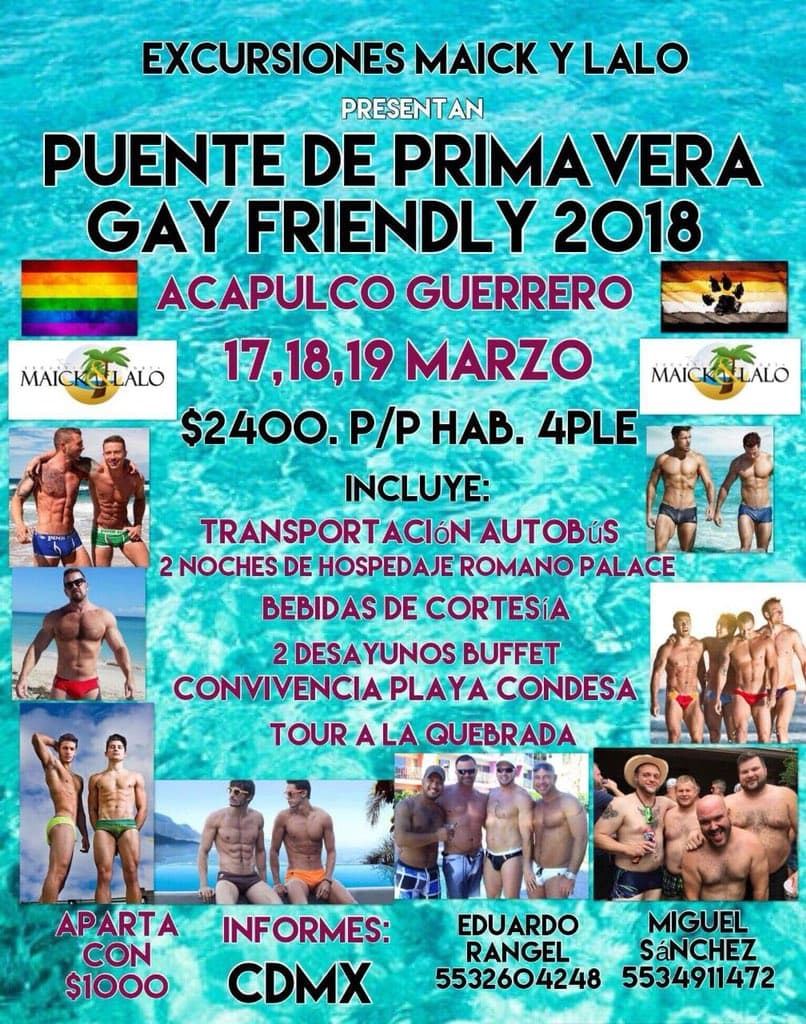 EXCURSIONES MAICK Y LALO
PRESENTAN
PUENTE DE PRIMAVERA
GAY FRIENDLY 2018
ACAPULCO GUERRERO
17,18,19 MARZO
MAICK Y LALO
MAICK Y LALO
$2400. P/P HAB. 4PLE
INCLUYE:
TRANSPORTACIóN AUTOBúS
2 NOCHES DE HOSPEDAJE ROMANO PALACE
BEBIDAS DE CORTESíA
2 DESAYUNOS BUFFET
CONVIVENCIA PLAYA CONDESA
TOUR A LA QUEBRADA
APARTA
CON
$1000
INFORMES:
CDMX
EDUARDO
RANGEL
5532604248
MIGUEL
SáNCHEZ
5534911472